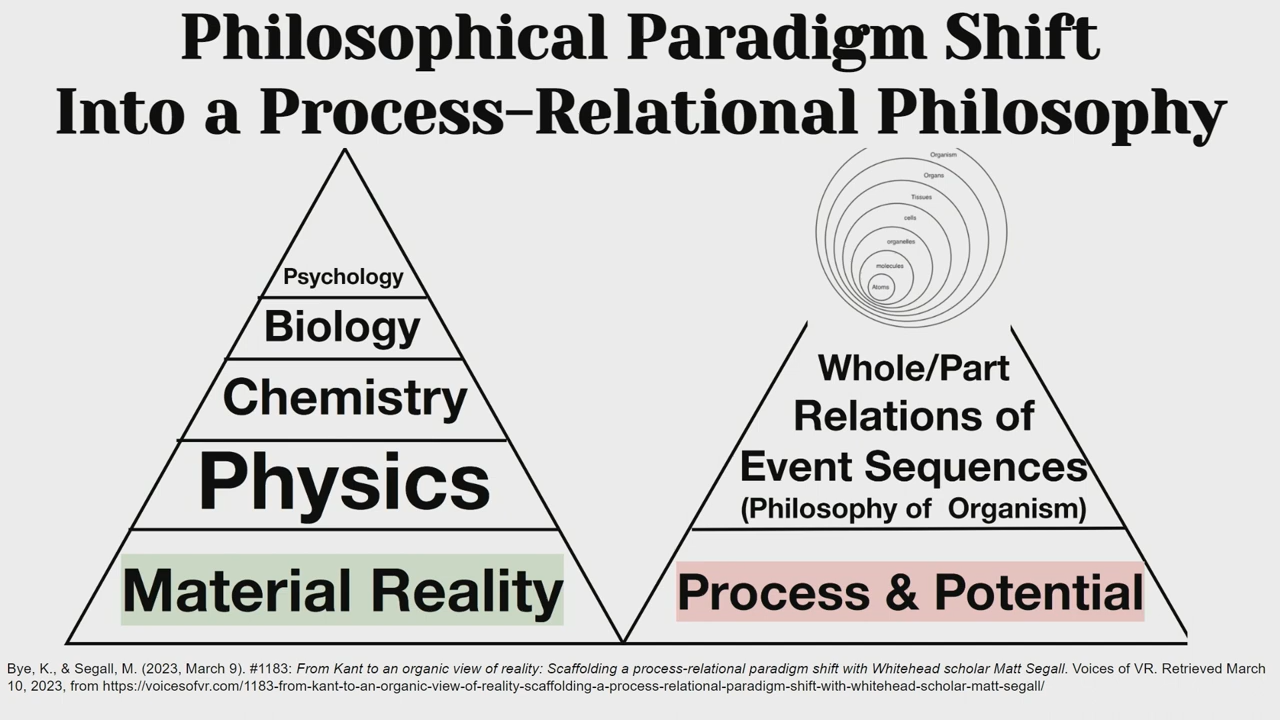 Philosophical Paradigm Shift
Into a Process-Relational Philosophy
Psychology
Biology
Chemistry
Physics
Material Reality
Organism
Organs
Tissues
cells
organelles
molecules
Atoms
Whole/Part
Relations of
Event Sequences
(Philosophy of Organism)
Process & Potential
Bye, K., & Segall, M. (2023, March 9). #1183: From Kant to an organic view of reality: Scaffolding a process-relational paradigm shift with Whitehead scholar Matt Segall. Voices of VR. Retrieved March
10, 2023, from https://voicesofvr.com/1183-from-kant-to-an-organic-view-of-reality-scaffolding-a-process-relational-paradigm-shift-with-whitehead-scholar-matt-segall/